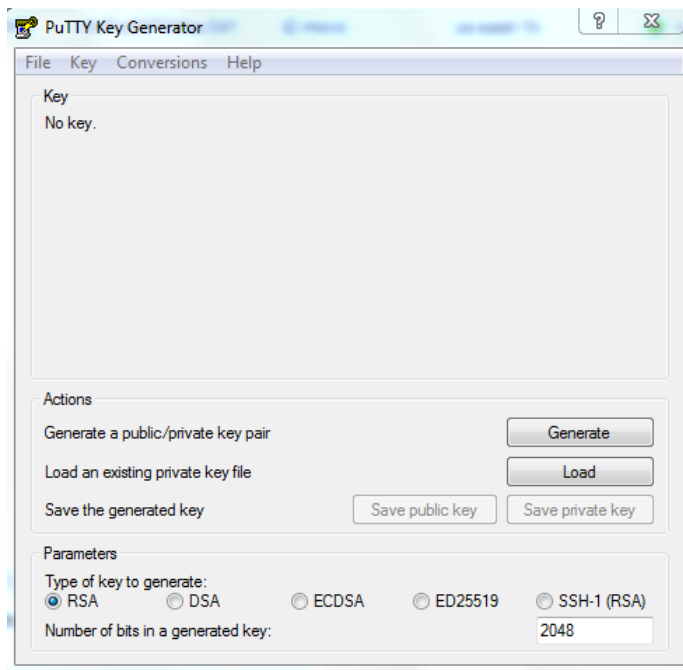 PuTTY Key Generator
File Key Conversions Help
Key
No key.
Actions
Generate a public/private key pair Generate
Load an existing private key file Load
Save the generated key Save public key Save private key
Parameters
Type of key to generate:
RSA DSA ECDSA ED25519 SSH-1 (RSA)
Number of bits in a generated key: 2048